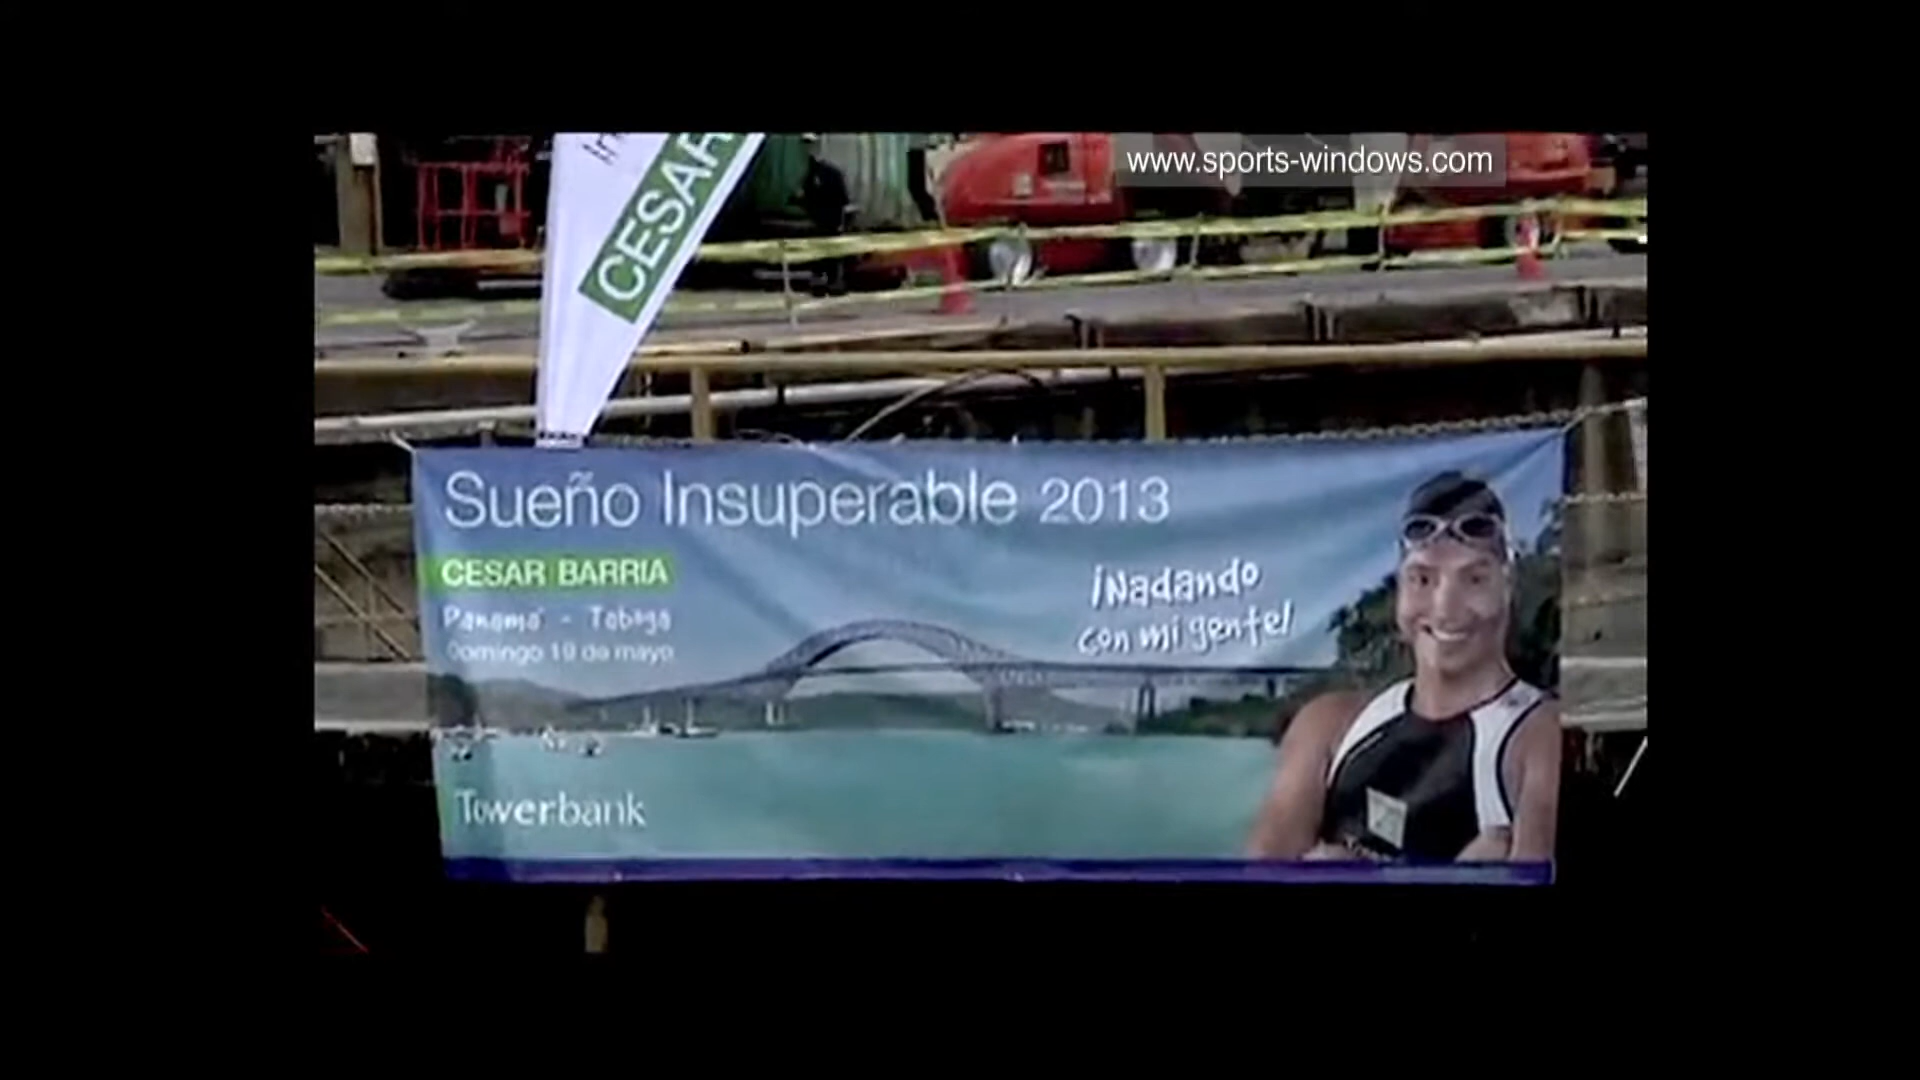 www.sports-windows.com
CESAR
Sueño Insuperable 2013
CESAR BARRIA
Panamá - Taboga
Domingo 19 de mayo
¡Nadando
con mi gente!
Towerbank